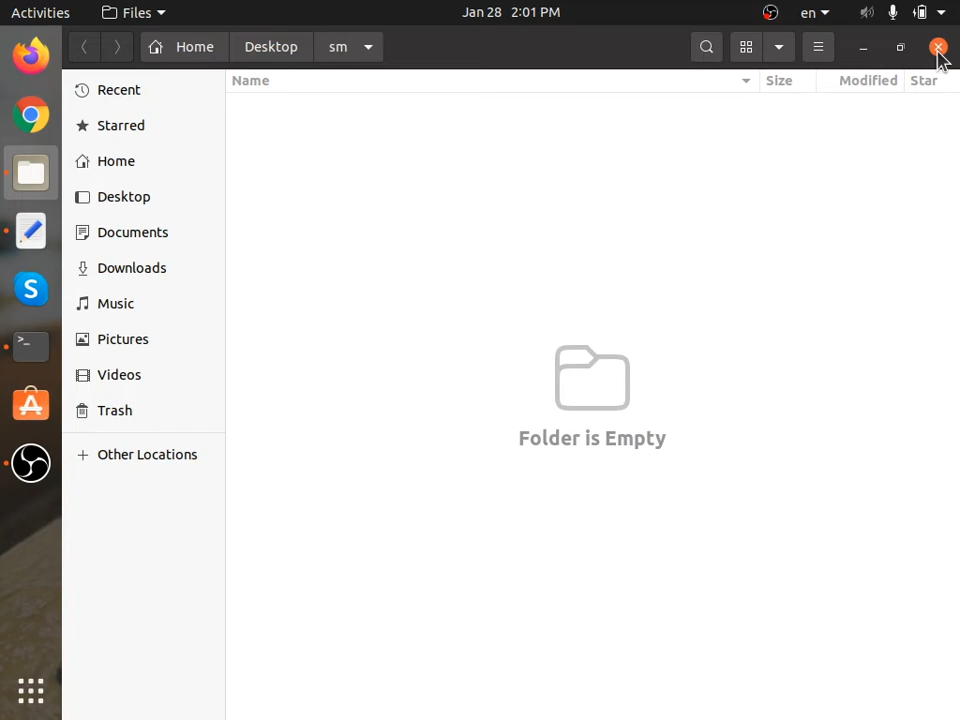 Activities Files Jan 28 2:01 PM en
Home Desktop sm
Name Size Modified Star
Recent
Starred
Home
Desktop
Documents
Downloads
Music
Pictures
Videos
Trash
Other Locations
Folder is Empty